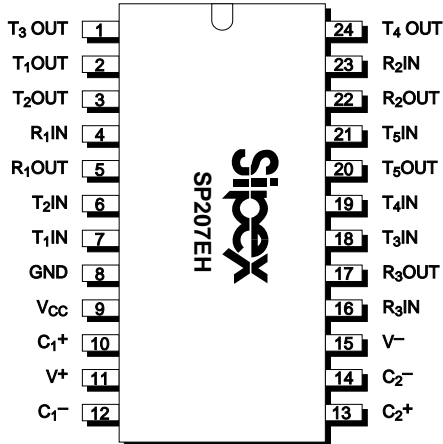 T₃ OUT 1 24 T₄ OUT
T₁OUT 2 23 R₂IN
T₂OUT 3 22 R₂OUT
R₁IN 4 21 T₅IN
R₁OUT 5 20 T₅OUT
T₂IN 6 19 T₄IN
T₁IN 7 18 T₃IN
GND 8 17 R₃OUT
VCC 9 16 R₃IN
C₁+ 10 15 V–
V+ 11 14 C₂–
C₁– 12 13 C₂+
Sipex
SP207EH